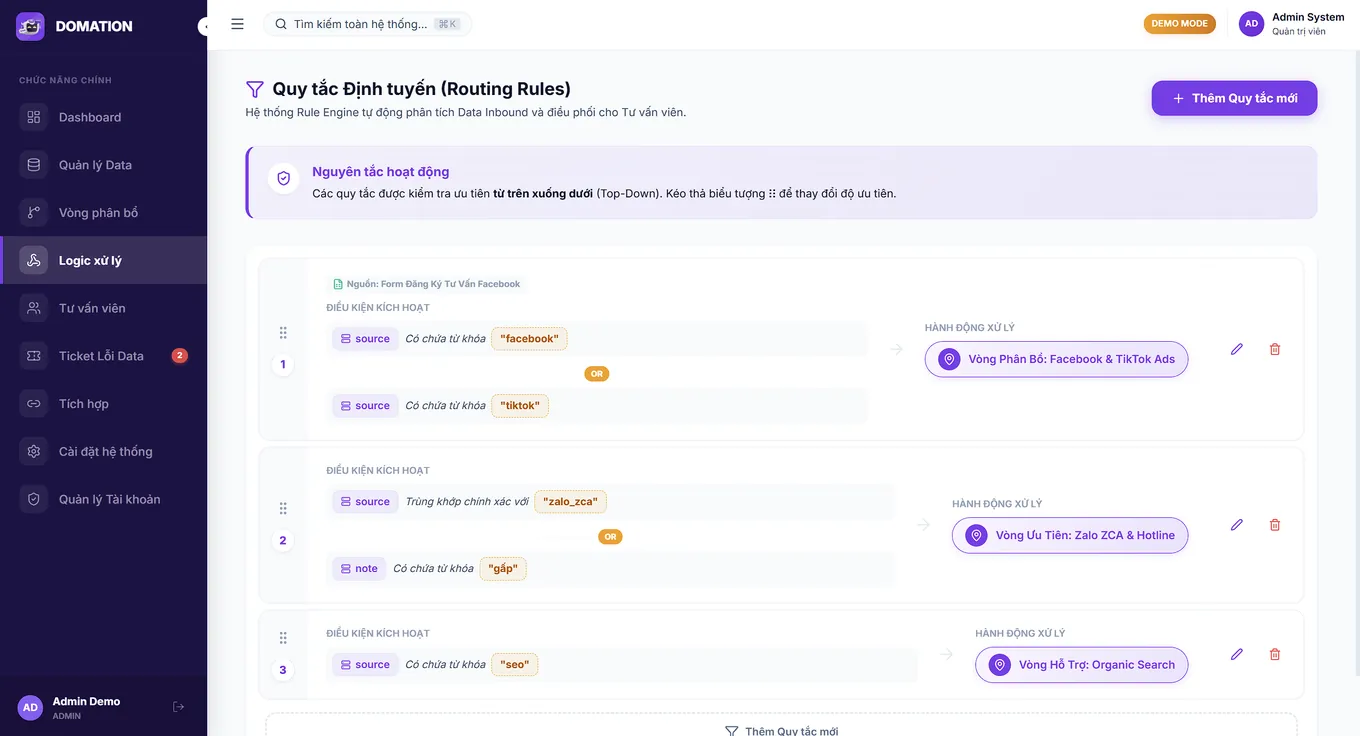 DOMATION
Tìm kiếm toàn hệ thống... ⌘K
DEMO MODE
AD
Admin System
Quản trị viên
CHỨC NĂNG CHÍNH
Dashboard
Quản lý Data
Vòng phân bổ
Logic xử lý
Tư vấn viên
Ticket Lỗi Data 2
Tích hợp
Cài đặt hệ thống
Quản lý Tài khoản
AD
Admin Demo
ADMIN
Quy tắc Định tuyến (Routing Rules)
Hệ thống Rule Engine tự động phân tích Data Inbound và điều phối cho Tư vấn viên.
+ Thêm Quy tắc mới
Nguyên tắc hoạt động
Các quy tắc được kiểm tra ưu tiên từ trên xuống dưới (Top-Down). Kéo thả biểu tượng ⠿ để thay đổi độ ưu tiên.
1
Nguồn: Form Đăng Ký Tư Vấn Facebook
ĐIỀU KIỆN KÍCH HOẠT
source Có chứa từ khóa "facebook"
OR
source Có chứa từ khóa "tiktok"
HÀNH ĐỘNG XỬ LÝ
Vòng Phân Bổ: Facebook & TikTok Ads
2
ĐIỀU KIỆN KÍCH HOẠT
source Trùng khớp chính xác với "zalo_zca"
OR
note Có chứa từ khóa "gấp"
HÀNH ĐỘNG XỬ LÝ
Vòng Ưu Tiên: Zalo ZCA & Hotline
3
ĐIỀU KIỆN KÍCH HOẠT
source Có chứa từ khóa "seo"
HÀNH ĐỘNG XỬ LÝ
Vòng Hỗ Trợ: Organic Search
Thêm Quy tắc mới